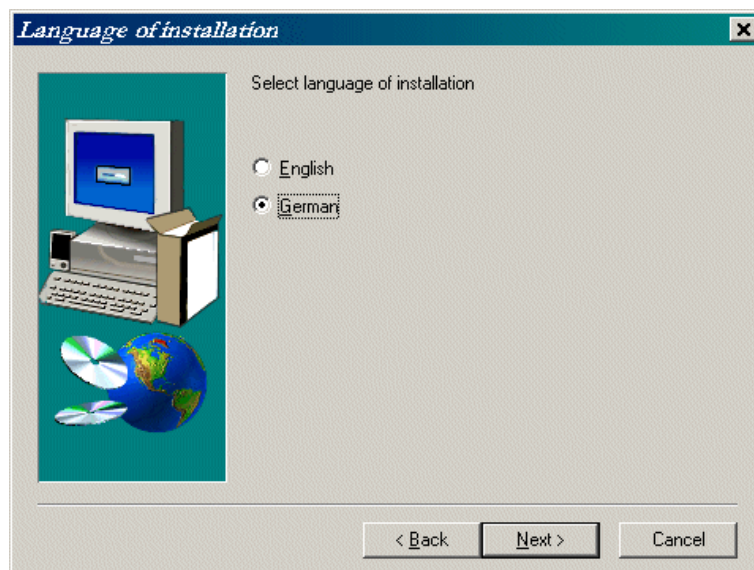 Language of installation
Select language of installation
English
German
< Back
Next >
Cancel